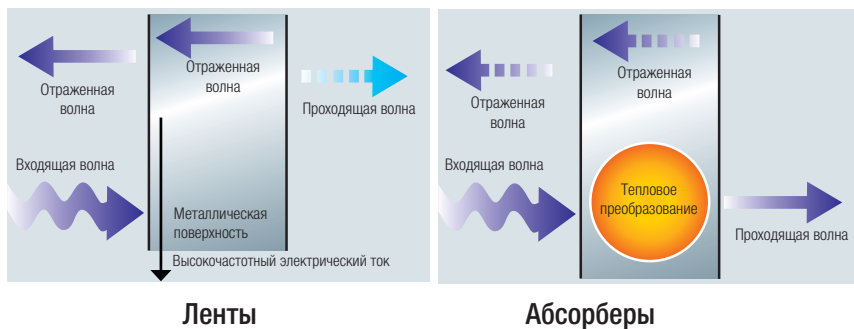 Отраженная
волна
Отраженная
волна
Проходящая волна
Входящая волна
Металлическая
поверхность
Высокочастотный электрический ток
Ленты
Отраженная
волна
Отраженная
волна
Входящая волна
Тепловое
преобразование
Проходящая волна
Абсорберы